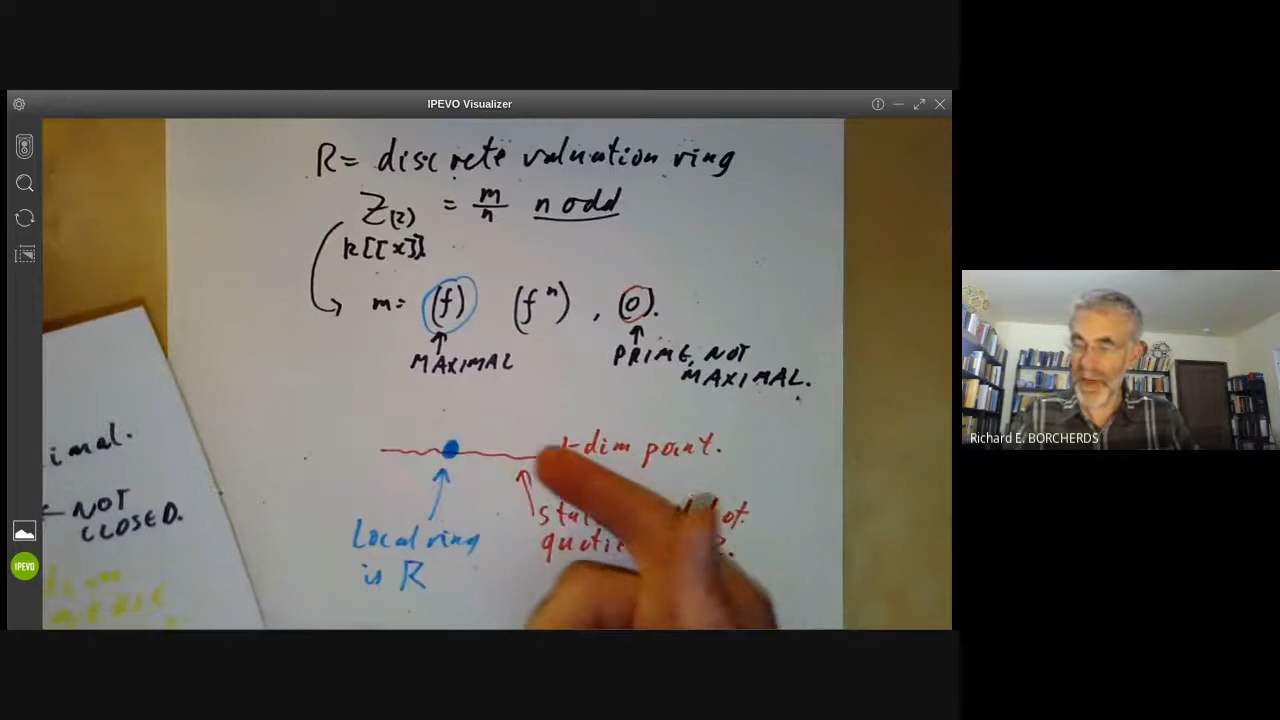 IPEVO Visualizer
R= discrete valuation ring
Z(2) = m/n n odd
k[[x]]
m= (f) (f^n), (0).
MAXIMAL
PRIME, NOT
MAXIMAL.
imal.
NOT
CLOSED.
-dim point.
Local ring
is R
IPEVO
Richard E. BORCHERDS